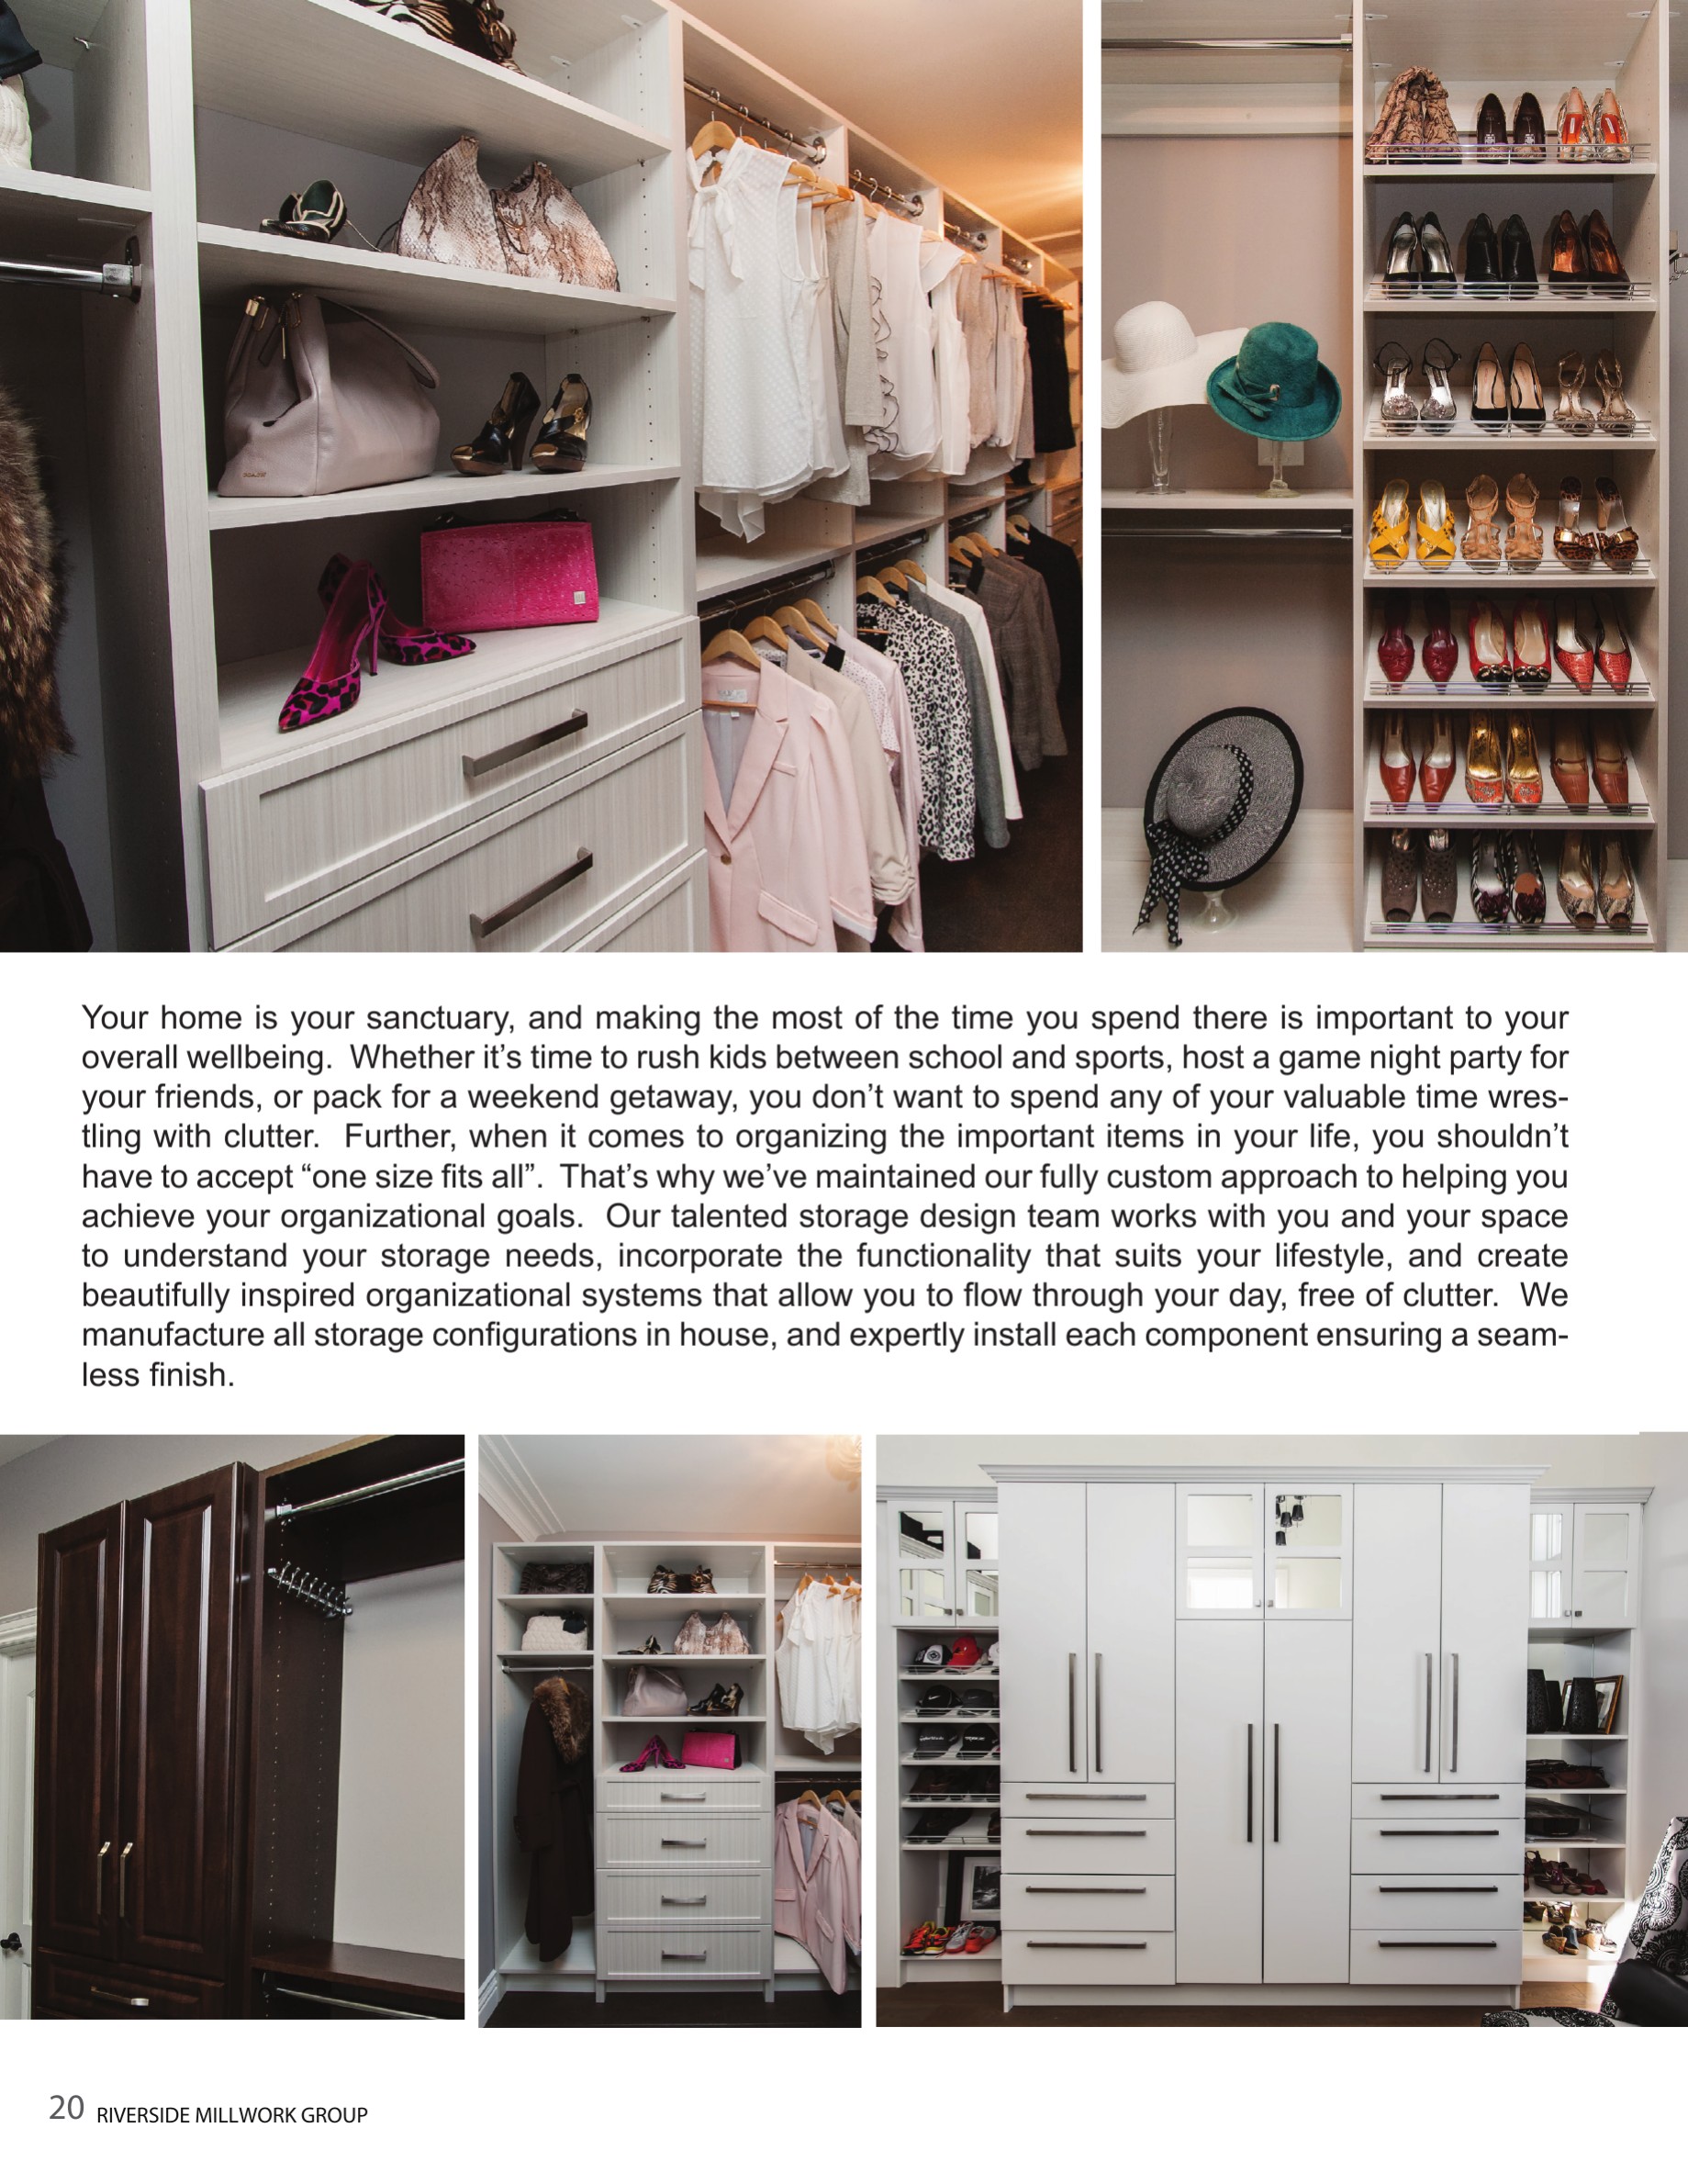 Your home is your sanctuary, and making the most of the time you spend there is important to your
overall wellbeing.  Whether it’s time to rush kids between school and sports, host a game night party for
your friends, or pack for a weekend getaway, you don’t want to spend any of your valuable time wres-
tling with clutter.  Further, when it comes to organizing the important items in your life, you shouldn’t
have to accept “one size fits all”.  That’s why we’ve maintained our fully custom approach to helping you
achieve your organizational goals.  Our talented storage design team works with you and your space
to understand your storage needs, incorporate the functionality that suits your lifestyle, and create
beautifully inspired organizational systems that allow you to flow through your day, free of clutter.  We
manufacture all storage configurations in house, and expertly install each component ensuring a seam-
less finish.
20 RIVERSIDE MILLWORK GROUP